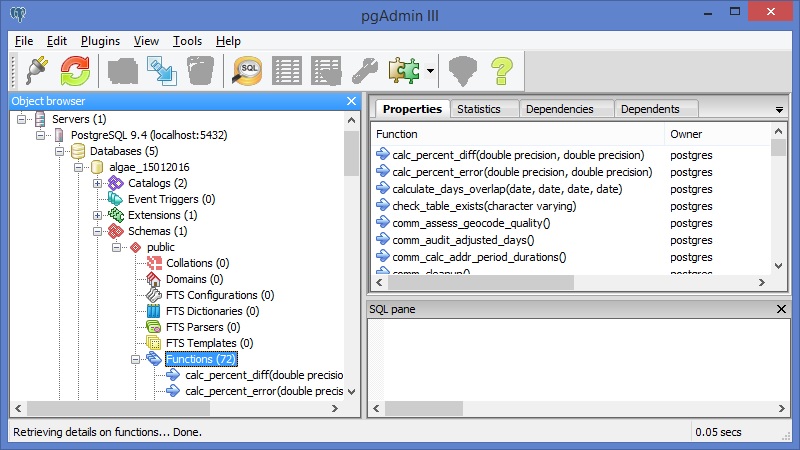 pgAdmin III
File Edit Plugins View Tools Help
SQL
Object browser
Servers (1)
PostgreSQL 9.4 (localhost:5432)
Databases (5)
algae_15012016
Catalogs (2)
Event Triggers (0)
Extensions (1)
Schemas (1)
public
Collations (0)
Domains (0)
FTS Configurations (0)
FTS Dictionaries (0)
FTS Parsers (0)
FTS Templates (0)
Functions (72)
calc_percent_diff(double precisio
calc_percent_error(double precis
Properties Statistics Dependencies Dependents
Function Owner
calc_percent_diff(double precision, double precision) postgres
calc_percent_error(double precision, double precision) postgres
calculate_days_overlap(date, date, date, date) postgres
check_table_exists(character varying) postgres
comm_assess_geocode_quality() postgres
comm_audit_adjusted_days() postgres
comm_calc_addr_period_durations() postgres
comm_cleanup() postgres
SQL pane
Retrieving details on functions... Done. 0.05 secs